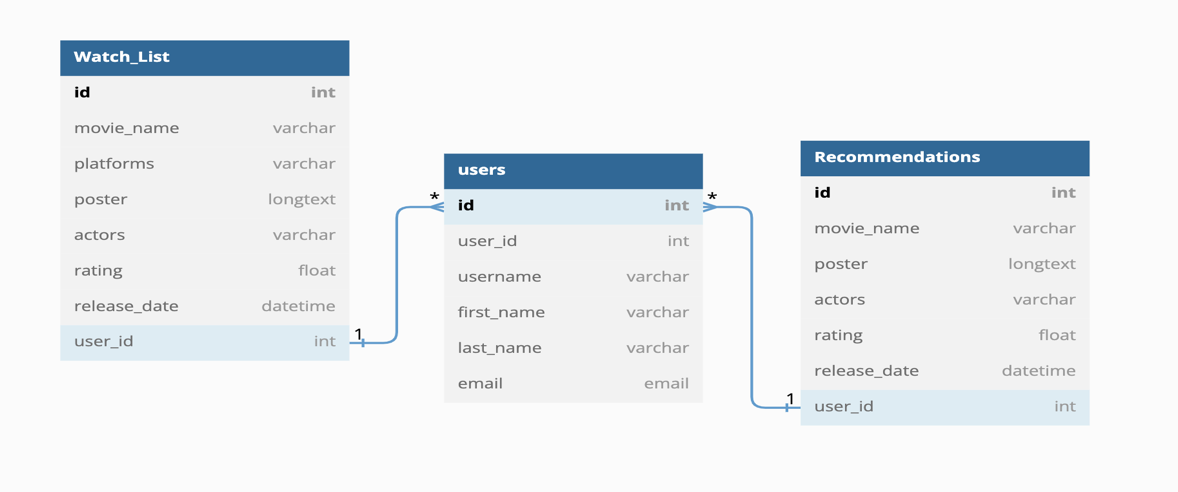 Watch_List
id int
movie_name varchar
platforms varchar
poster longtext
actors varchar
rating float
release_date datetime
user_id int
1
*
users
id int
user_id int
username varchar
first_name varchar
last_name varchar
email email
*
1
Recommendations
id int
movie_name varchar
poster longtext
actors varchar
rating float
release_date datetime
user_id int